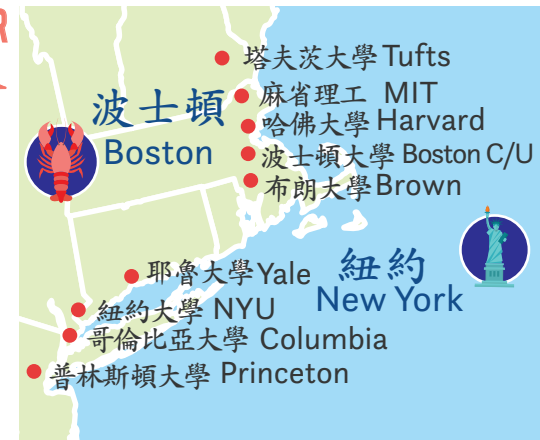 R
塔夫茨大學 Tufts
麻省理工 MIT
哈佛大學 Harvard
波士頓大學 Boston C/U
布朗大學 Brown
波士頓
Boston
耶魯大學 Yale
紐約大學 NYU
哥倫比亞大學 Columbia
普林斯頓大學 Princeton
紐約
New York